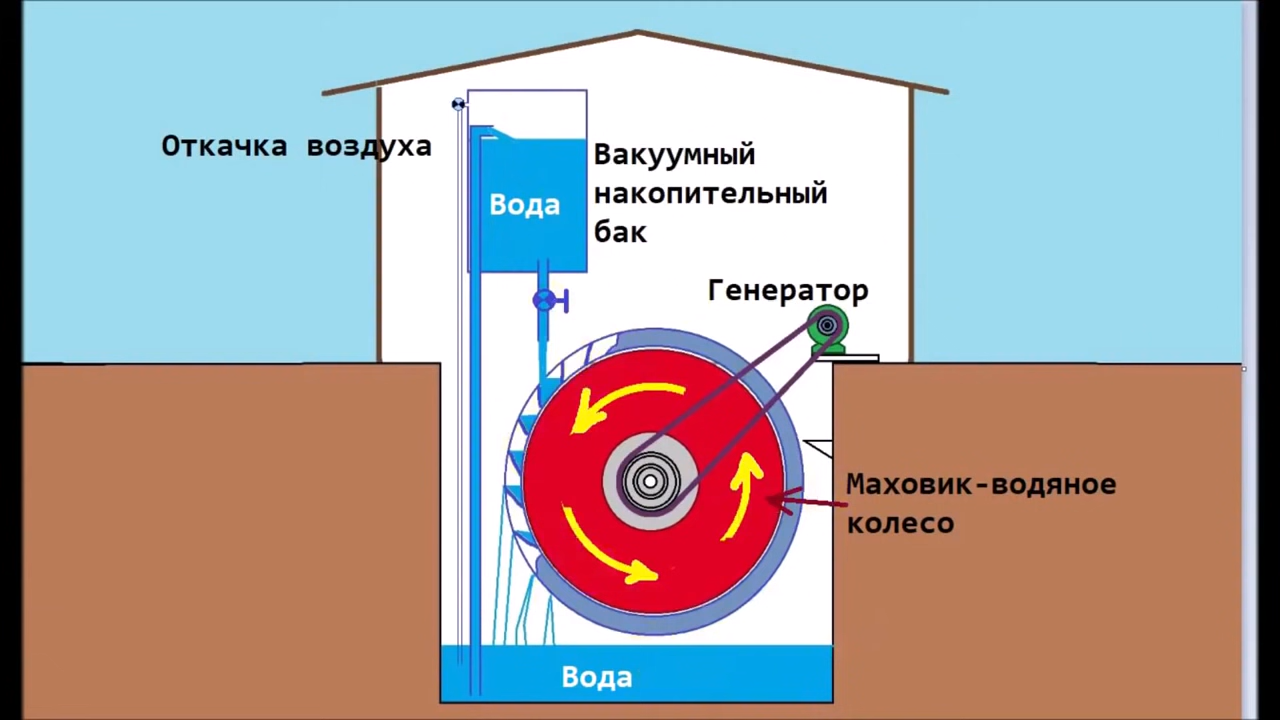 Откачка воздуха
Вакуумный
накопительный
бак
Вода
Генератор
Маховик-водяное
колесо
Вода